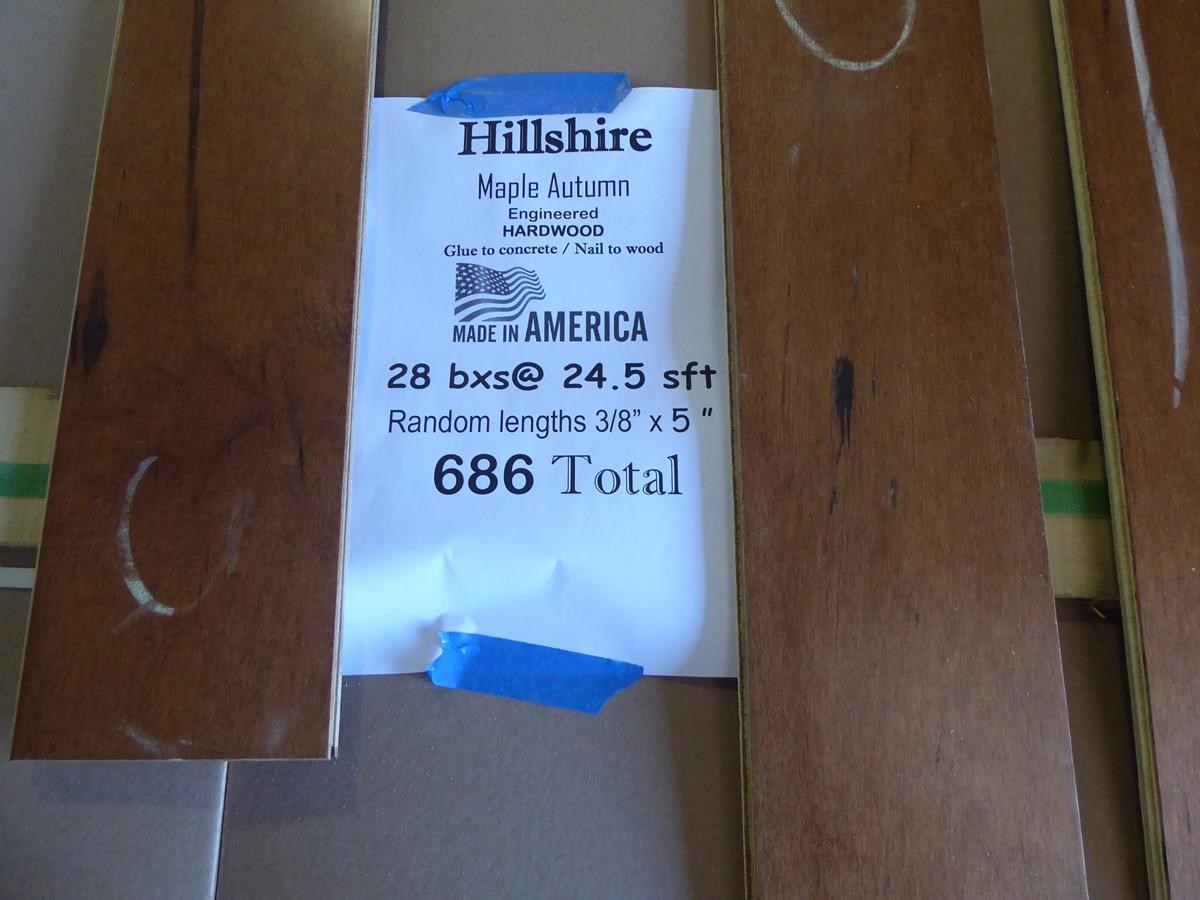 Hillshire
Maple Autumn
Engineered
HARDWOOD
Glue to concrete / Nail to wood
MADE IN AMERICA
28 bxs@ 24.5 sft
Random lengths 3/8” x 5 “
686 Total